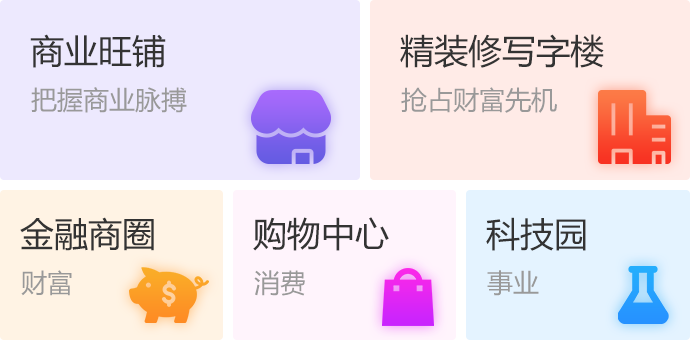 商业旺铺
把握商业脉搏
精装修写字楼
抢占财富先机
金融商圈
财富
购物中心
消费
科技园
事业